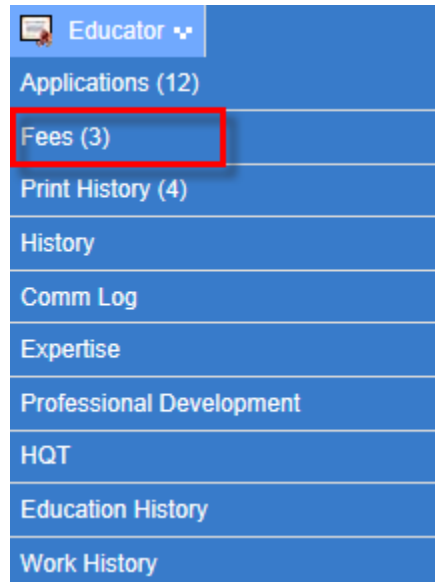 Educator
Applications (12)
Fees (3)
Print History (4)
History
Comm Log
Expertise
Professional Development
HQT
Education History
Work History